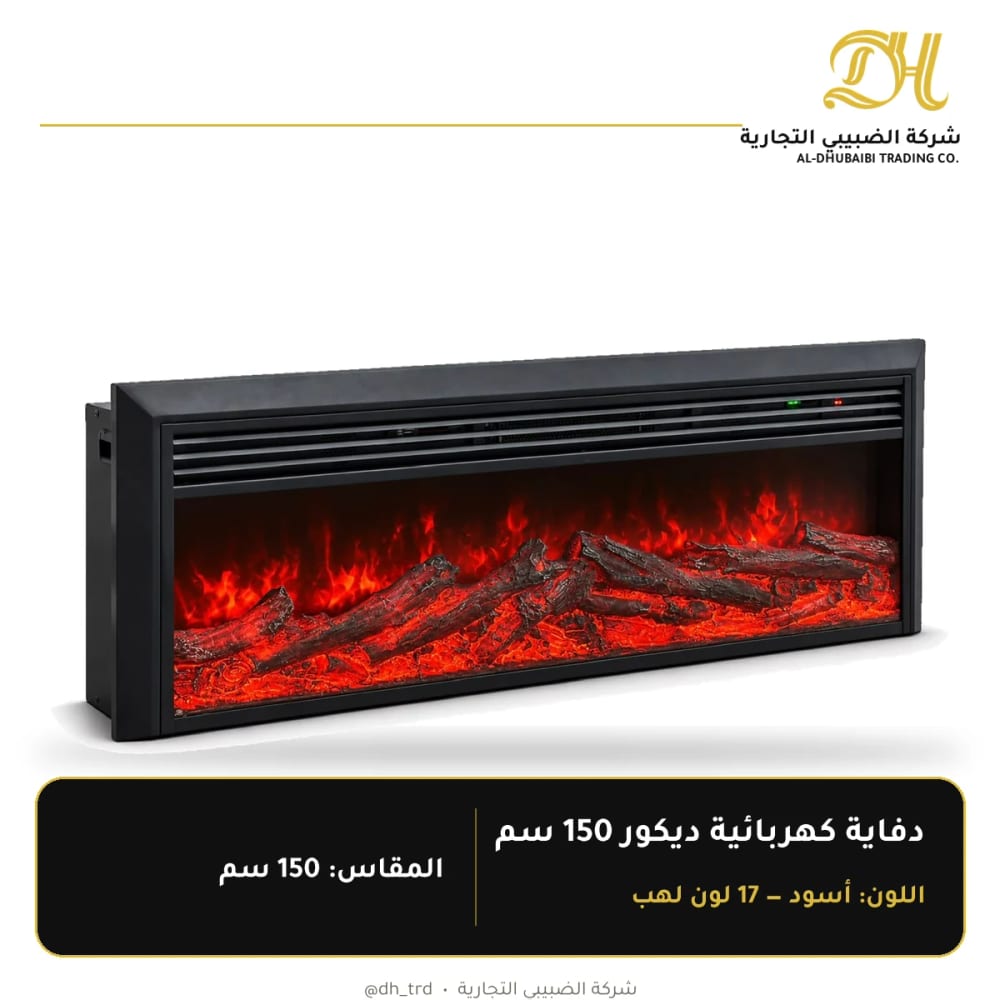 DH
شركة الضبيبي التجارية
AL-DHUBAIBI TRADING CO.
دفاية كهربائية ديكور 150 سم
اللون: أسود – 17 لون لهب
المقاس: 150 سم
شركة الضبيبي التجارية • @dh_trd